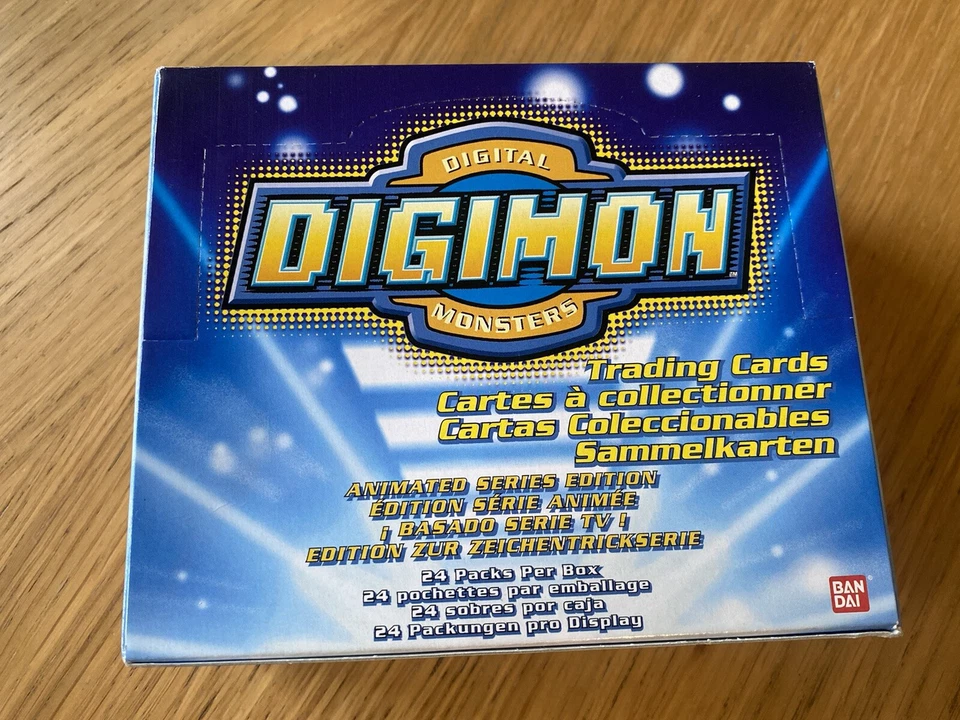 DIGITAL
DIGIMON™
MONSTERS
Trading Cards
Cartes à collectionner
Cartas Coleccionables
Sammelkarten
ANIMATED SERIES EDITION
ÉDITION SÉRIE ANIMÉE
¡ BASADO SERIE TV !
EDITION ZUR ZEICHENTRICKSERIE
24 Packs Per Box
24 pochettes par emballage
24 sobres por caja
24 Packungen pro Display
BAN
DAI®